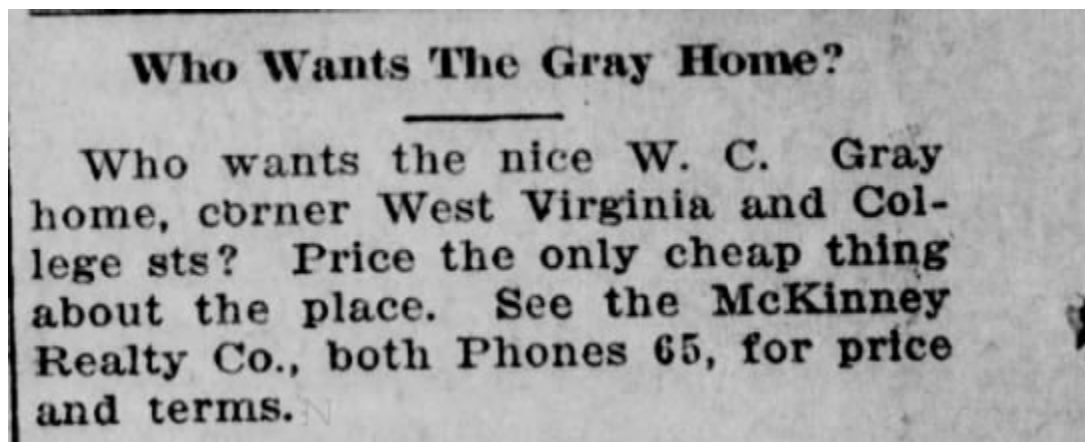 Who Wants The Gray Home?
Who wants the nice W. C. Gray
home, corner West Virginia and Col-
lege sts? Price the only cheap thing
about the place. See the McKinney
Realty Co., both Phones 65, for price
and terms.